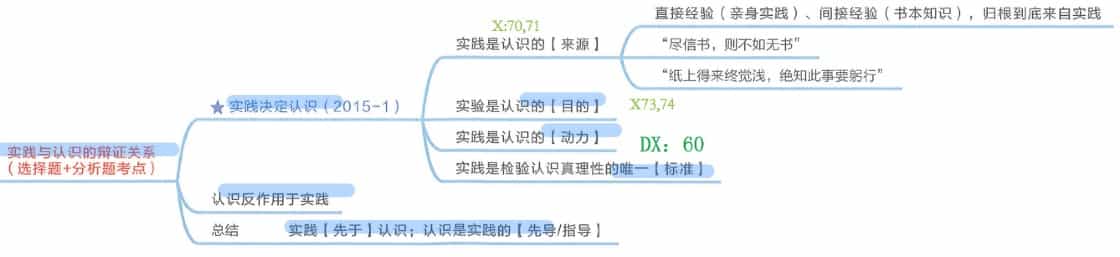 实践与认识的辩证关系
（选择题+分析题考点）
★实践决定认识（2015-1）
X:70,71
实践是认识的【来源】
直接经验（亲身实践）、间接经验（书本知识），归根到底来自实践
“尽信书，则不如无书”
“纸上得来终觉浅，绝知此事要躬行”
实验是认识的【目的】
X73,74
实践是认识的【动力】
DX：60
实践是检验认识真理性的唯一【标准】
认识反作用于实践
总结 实践【先于】认识；认识是实践的【先导/指导】